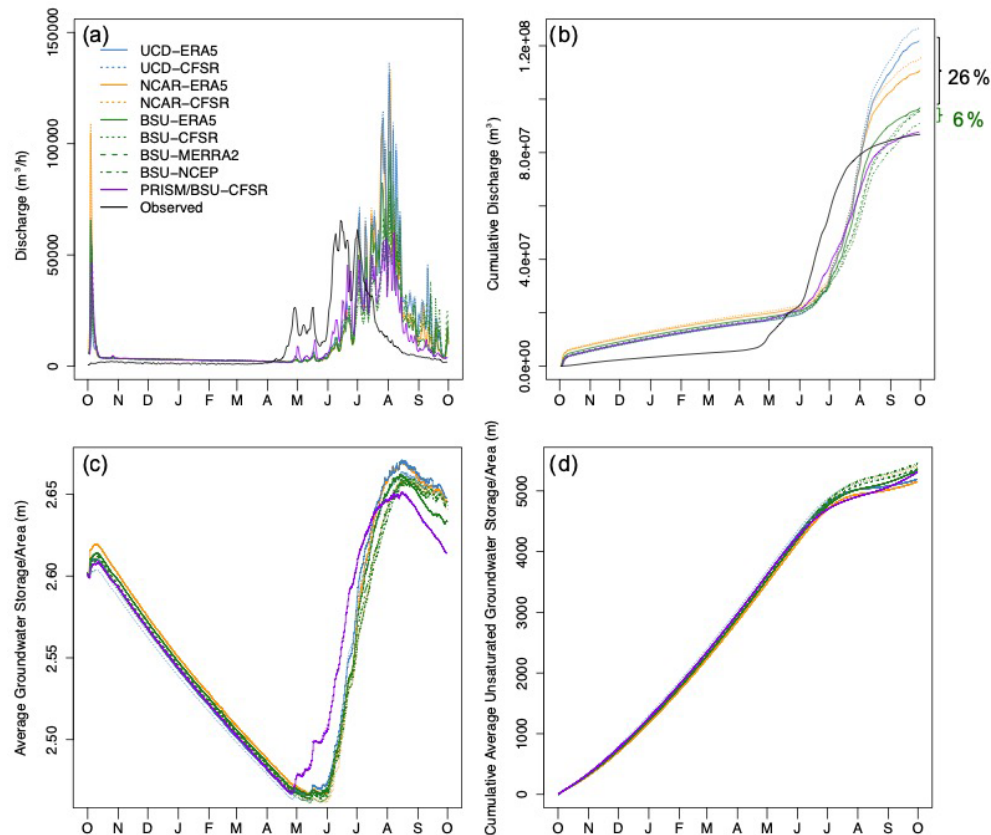 (a)
Discharge (m³/h)
150000
100000
50000
0
UCD−ERA5
UCD−CFSR
NCAR−ERA5
NCAR−CFSR
BSU−ERA5
BSU−CFSR
BSU−MERRA2
BSU−NCEP
PRISM/BSU−CFSR
Observed
O N D J F M A M J J A O
(b)
Cumulative Discharge (m³)
1.2e+08
8.0e+07
4.0e+07
0.0e+00
26%
6%
O N D J F M A M J J A O
(c)
Average Groundwater Storage/Area (m)
2.65
2.60
2.55
2.50
O N D J F M A M J J A O
(d)
Cumulative Average Unsaturated Groundwater Storage/Area (m)
5000
4000
3000
2000
1000
0
O N D J F M A M J J A O